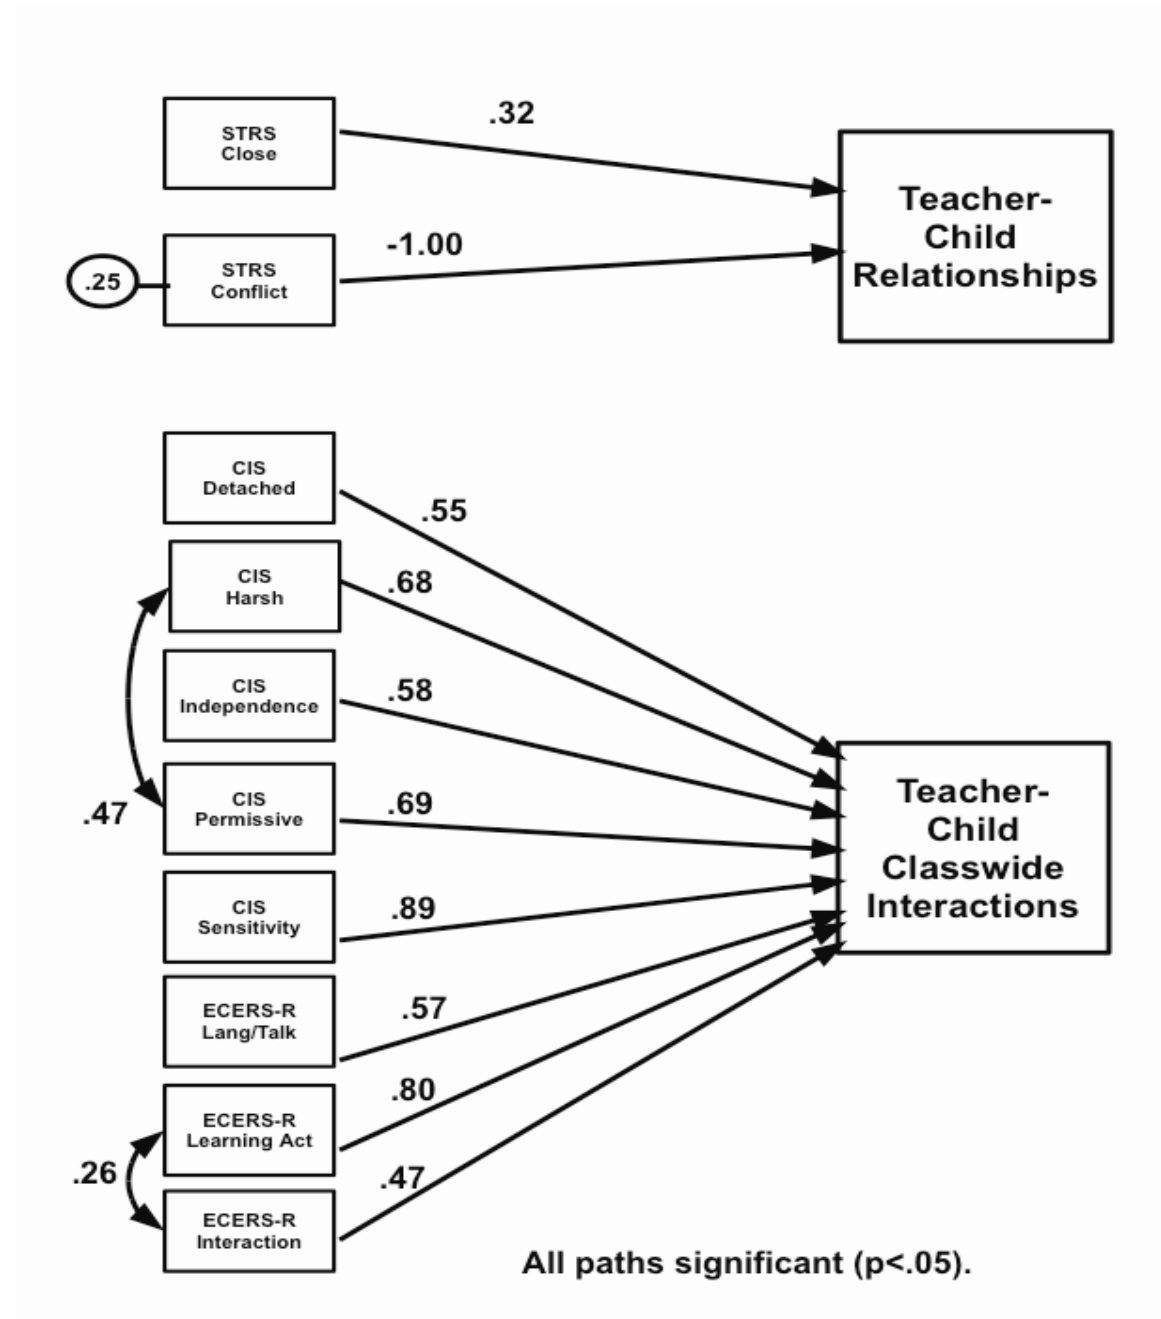 .32
STRS
Close
Teacher-
Child
Relationships
-1.00
.25
STRS
Conflict
CIS
Detached
.55
CIS
Harsh
.68
CIS
Independence
.58
CIS
Permissive
.69
.47
Teacher-
Child
Classwide
Interactions
CIS
Sensitivity
.89
ECERS-R
Lang/Talk
.57
ECERS-R
Learning Act
.80
.26
ECERS-R
Interaction
.47
All paths significant (p<.05).